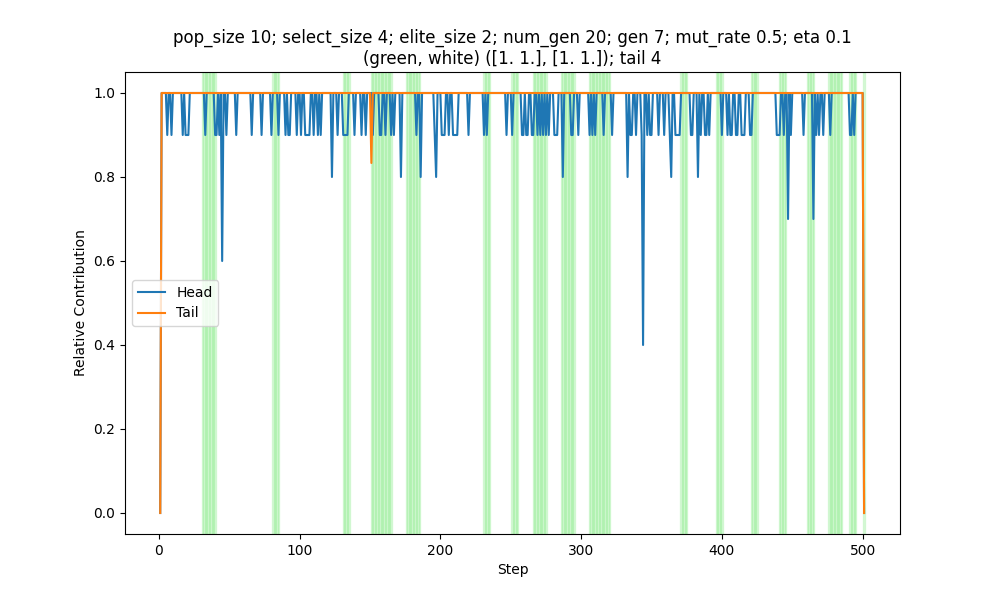 pop_size 10; select_size 4; elite_size 2; num_gen 20; gen 7; mut_rate 0.5; eta 0.1
(green, white) ([1. 1.], [1. 1.]); tail 4
1.0
0.8
0.6
0.4
0.2
0.0
Relative Contribution
Head
Tail
0
100
200
300
400
500
Step